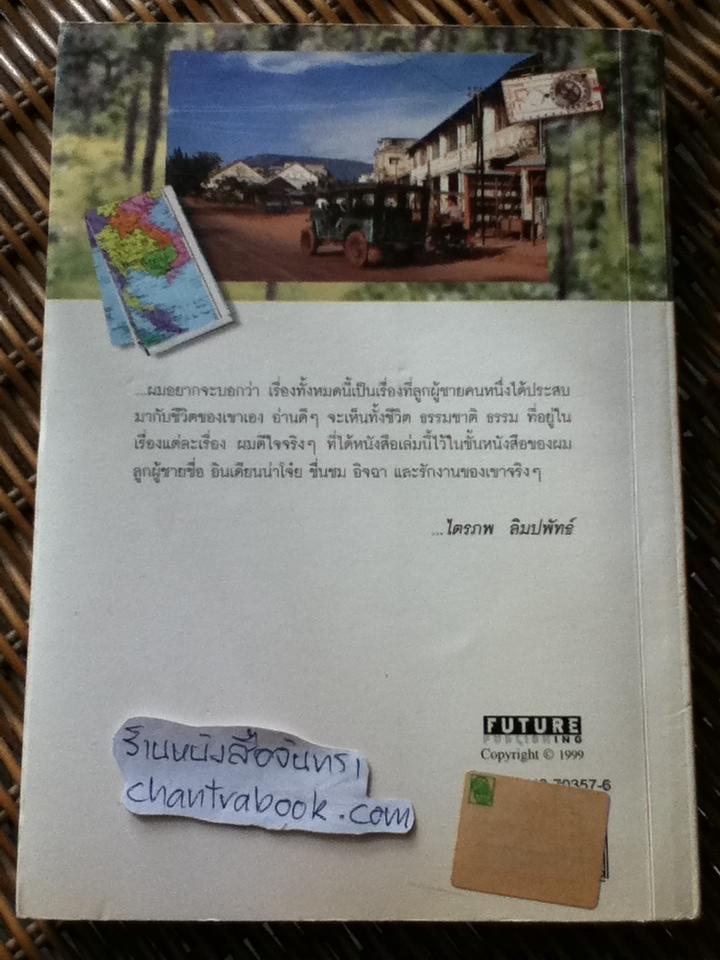 ...ผมอยากจะบอกว่า เรื่องทั้งหมดนี้เป็นเรื่องที่ลูกผู้ชายคนหนึ่งได้ประสบ
มากับชีวิตของเขาเอง อ่านดีๆ จะเห็นทั้งชีวิต ธรรมชาติ ธรรม ที่อยู่ใน
เรื่องแต่ละเรื่อง ผมดีใจจริงๆ ที่ได้หนังสือเล่มนี้ไว้ในชั้นหนังสือของผม
ลูกผู้ชายชื่อ อินเดียนน่าโจ๋ย ชื่นชม อิจฉา และรักงานของเขาจริงๆ
...ไตรภพ ลิมปพัทธ์
ร้านหนังสือจันทรา
chantrabook.com
FUTURE
PUBLISHING
Copyright © 1999
70357-6